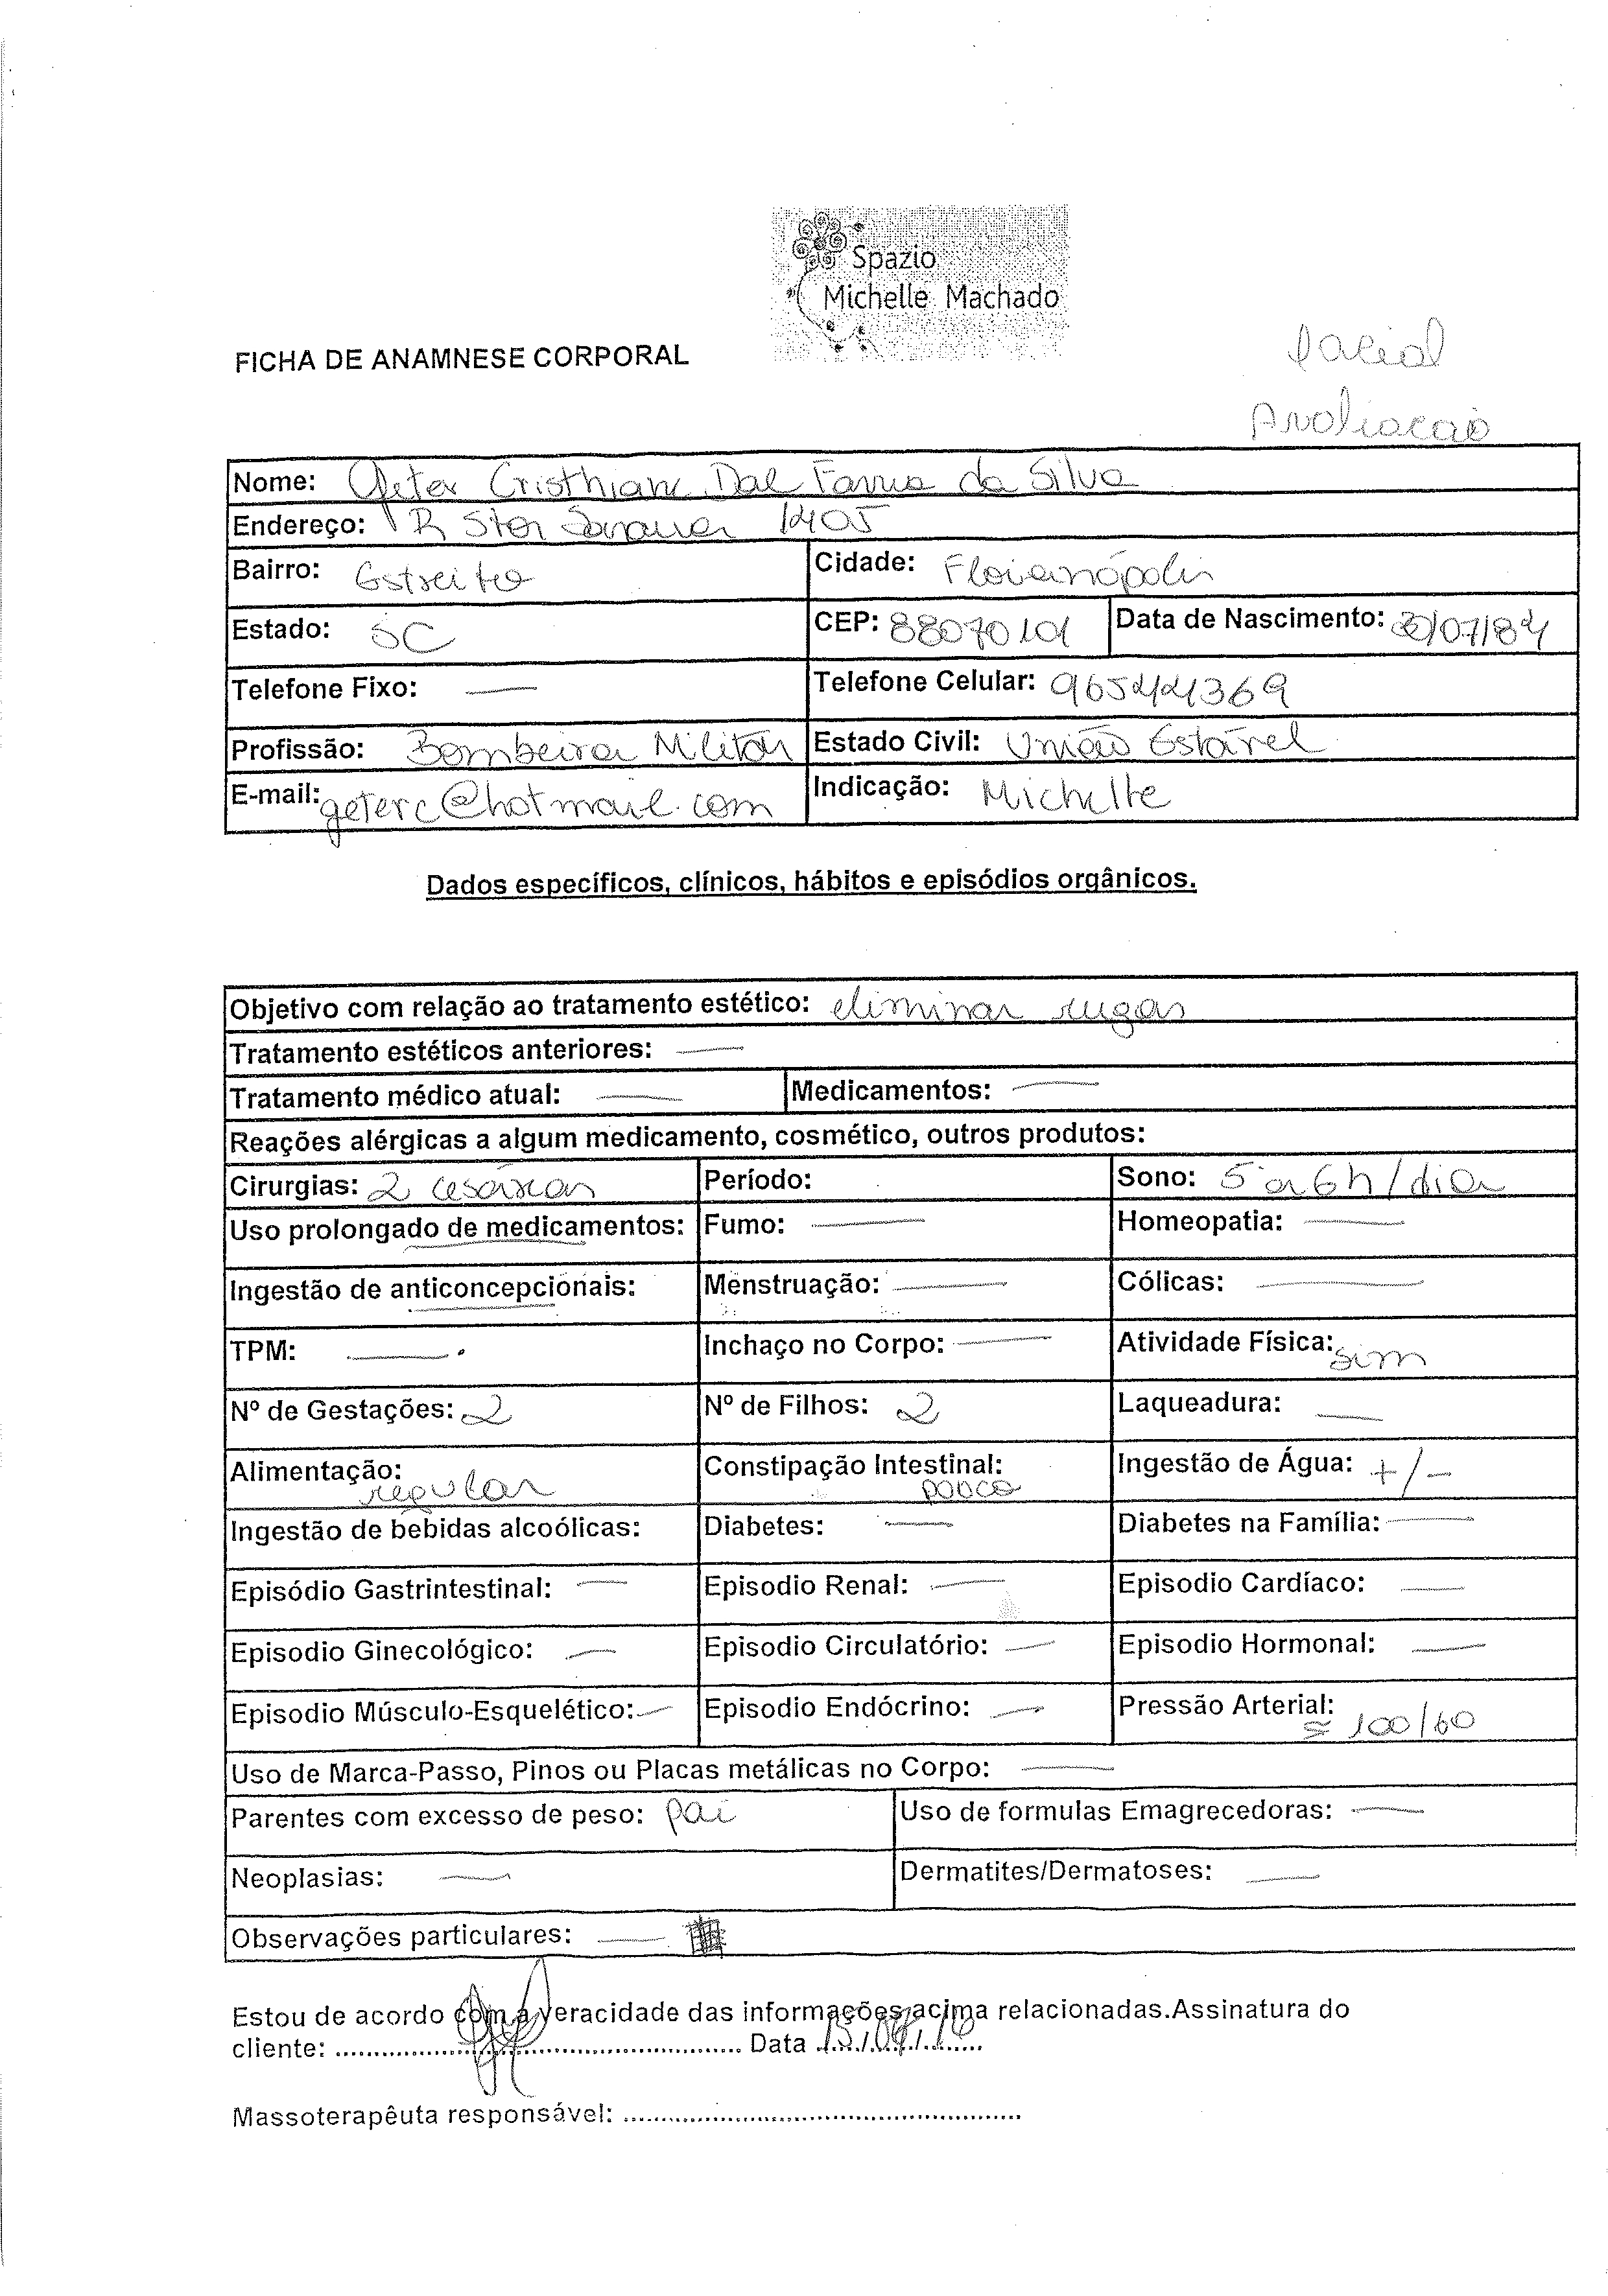 Spazio
Michelle Machado
FICHA DE ANAMNESE CORPORAL
facial
Avaliacao
Nome: Geter Cristhiane Dal Farra da Silva
Endereço: R Stor 1405
Bairro: Estreito Cidade: Florianópolis
Estado: SC CEP: 88070101 Data de Nascimento: /07/84
Telefone Fixo: — Telefone Celular: 96544369
Profissão: Bombeira Militar Estado Civil: União Estável
E-mail: geterc@hotmail.com Indicação: Michelle
Dados específicos, clínicos, hábitos e episódios orgânicos.
Objetivo com relação ao tratamento estético: eliminar rugas
Tratamento estéticos anteriores: —
Tratamento médico atual: — Medicamentos: —
Reações alérgicas a algum medicamento, cosmético, outros produtos:
Cirurgias: 2 cesáreas Período: Sono: 5 a 6h/dia
Uso prolongado de medicamentos: — Fumo: — Homeopatia: —
Ingestão de anticoncepcionais: — Menstruação: — Cólicas: —
TPM: — Inchaço no Corpo: — Atividade Física: sim
Nº de Gestações: 2 Nº de Filhos: 2 Laqueadura: —
Alimentação: regular Constipação Intestinal: pouco Ingestão de Água: +/-
Ingestão de bebidas alcoólicas: Diabetes: — Diabetes na Família: —
Episódio Gastrintestinal: — Episodio Renal: — Episodio Cardíaco: —
Episodio Ginecológico: — Episodio Circulatório: — Episodio Hormonal: —
Episodio Músculo-Esquelético: — Episodio Endócrino: — Pressão Arterial: ≅ 100/60
Uso de Marca-Passo, Pinos ou Placas metálicas no Corpo: —
Parentes com excesso de peso: pai Uso de formulas Emagrecedoras: —
Neoplasias: — Dermatites/Dermatoses: —
Observações particulares: —
Estou de acordo com a veracidade das informações acima relacionadas.Assinatura do
cliente: ................................................ Data
Massoterapêuta responsável: ................................................